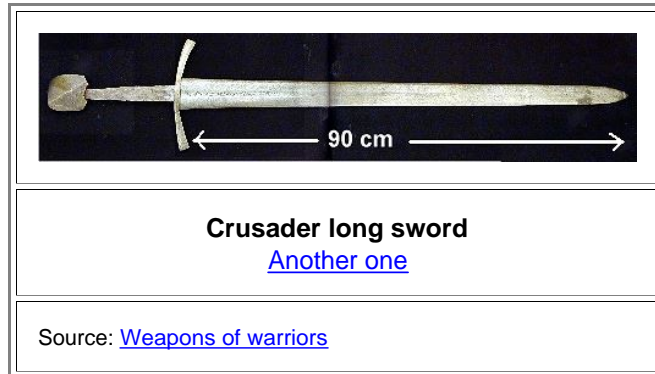 90 cm
Crusader long sword
Another one
Source: Weapons of warriors